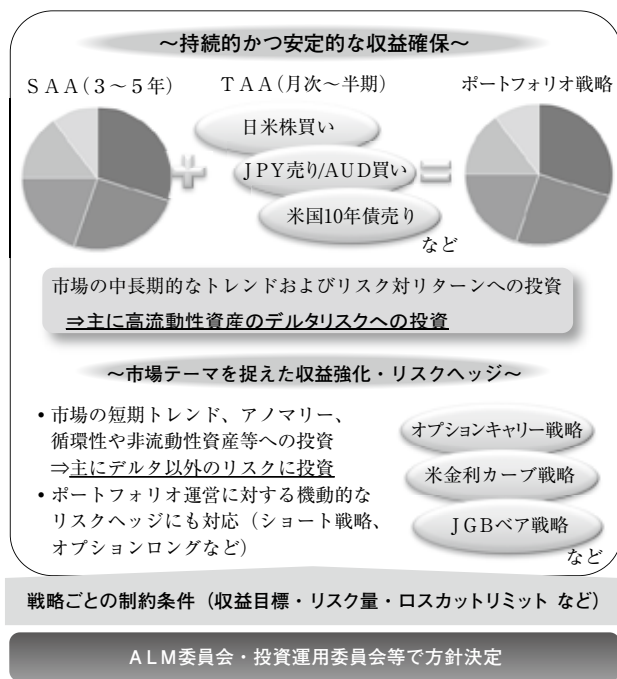 ～持続的かつ安定的な収益確保～
ＳＡＡ(３～５年)
ＴＡＡ(月次～半期)
ポートフォリオ戦略
日米株買い
ＪＰＹ売り/AUD買い
米国10年債売り
など
市場の中長期的なトレンドおよびリスク対リターンへの投資
⇒主に高流動性資産のデルタリスクへの投資
～市場テーマを捉えた収益強化・リスクヘッジ～
• 市場の短期トレンド、アノマリー、
循環性や非流動性資産等への投資
⇒主にデルタ以外のリスクに投資
• ポートフォリオ運営に対する機動的な
リスクヘッジにも対応（ショート戦略、
オプションロングなど）
オプションキャリー戦略
米金利カーブ戦略
ＪＧＢベア戦略
など
戦略ごとの制約条件（収益目標・リスク量・ロスカットリミット など）
ＡＬＭ委員会・投資運用委員会等で方針決定